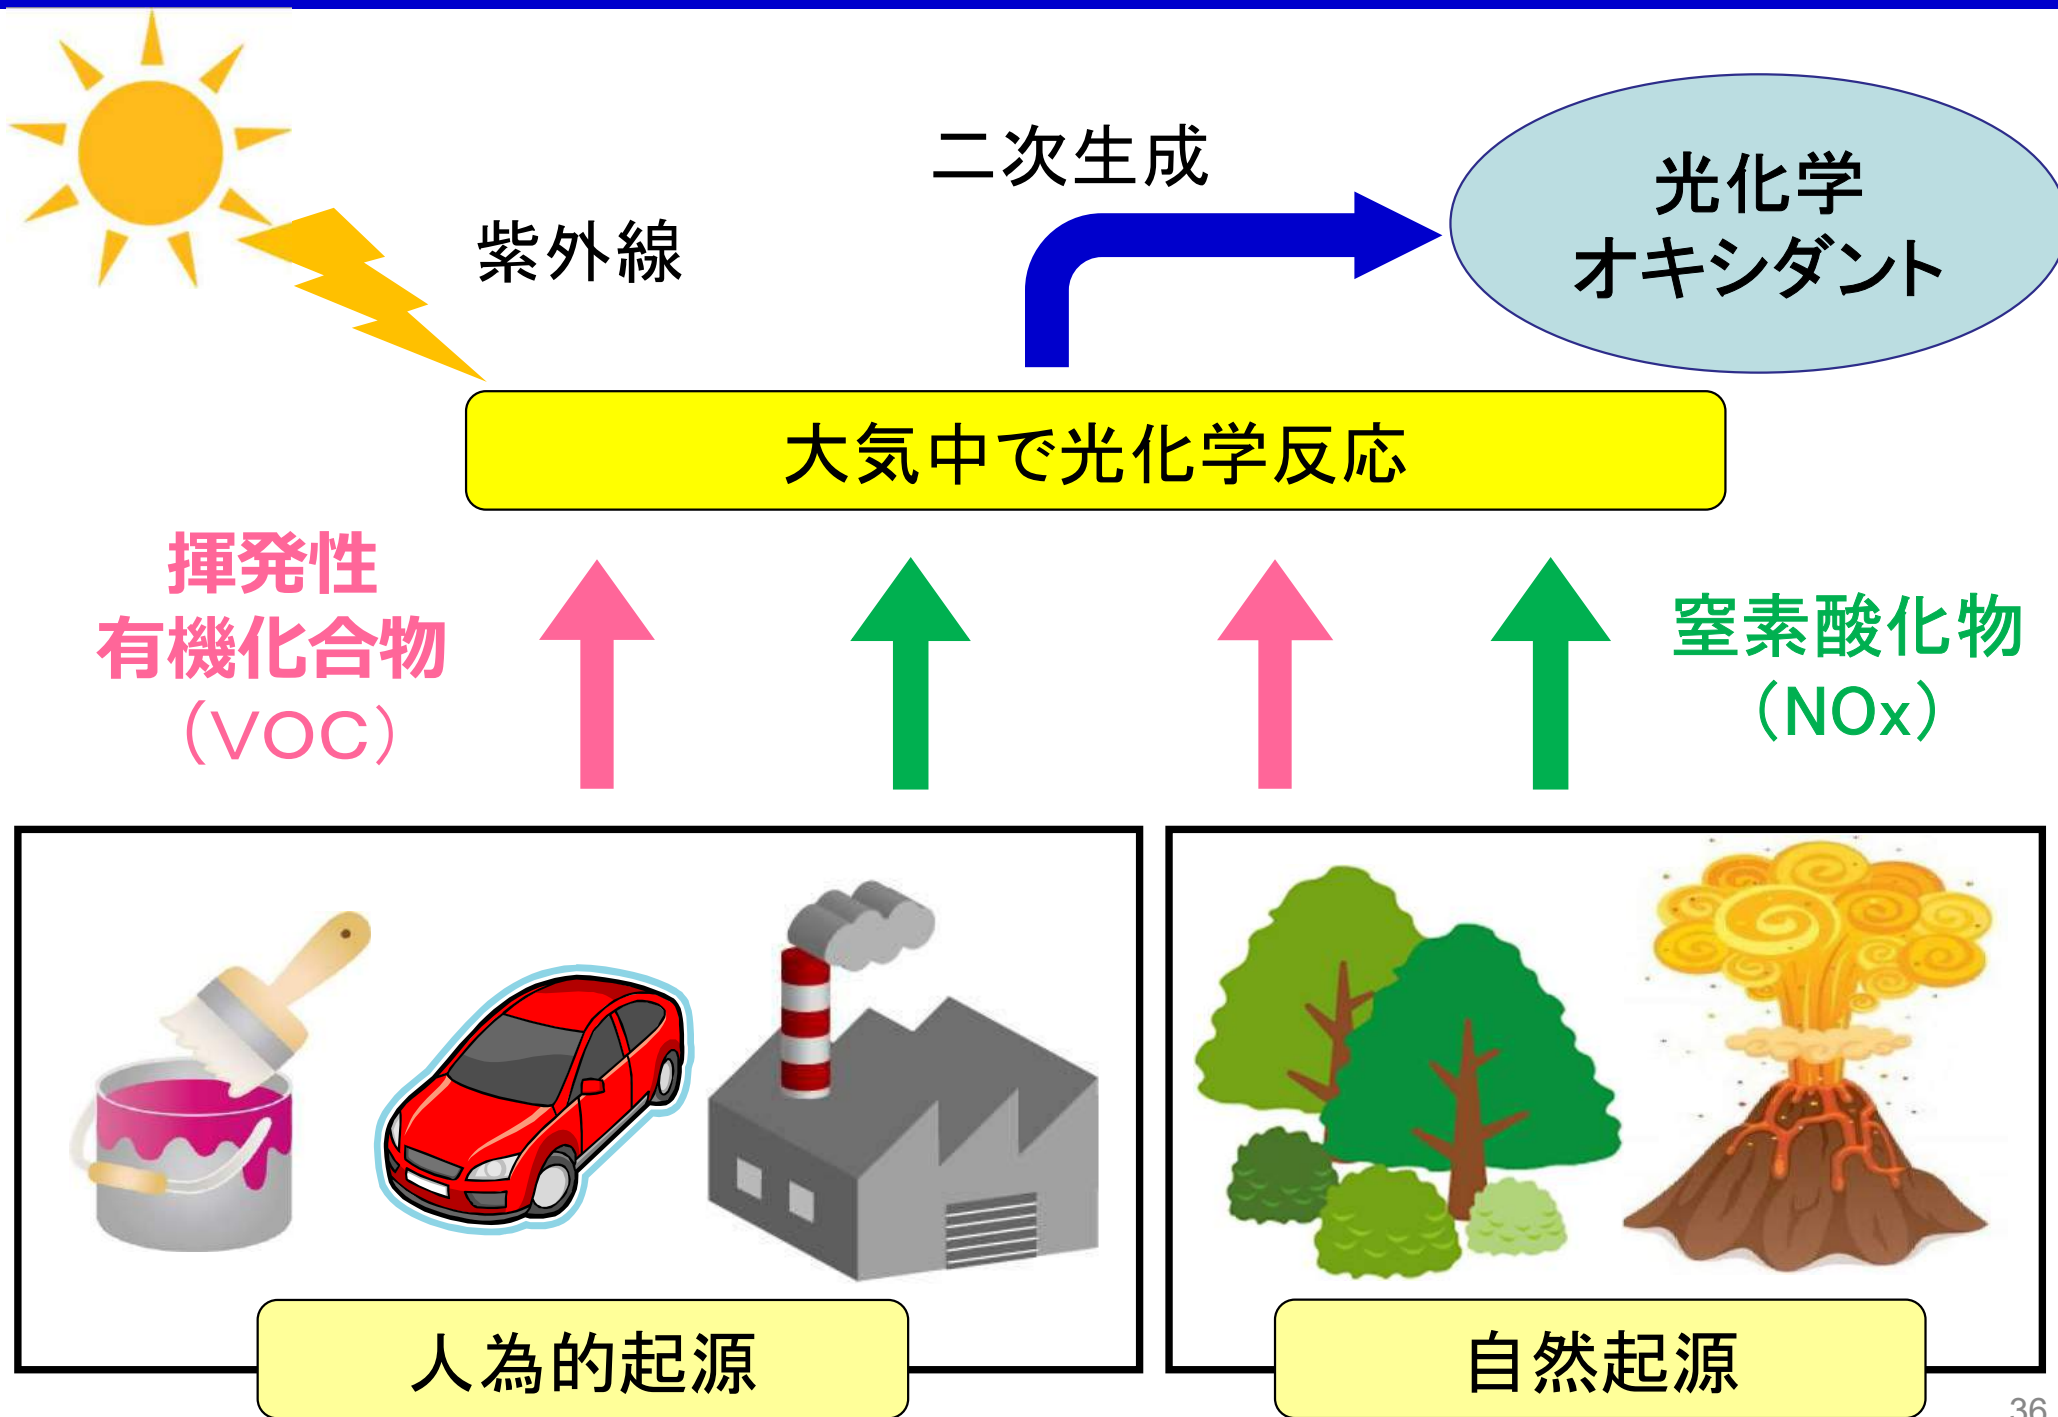 二次生成
光化学
オキシダント
紫外線
大気中で光化学反応
揮発性
有機化合物
（VOC）
窒素酸化物
（NOx）
人為的起源
自然起源
36